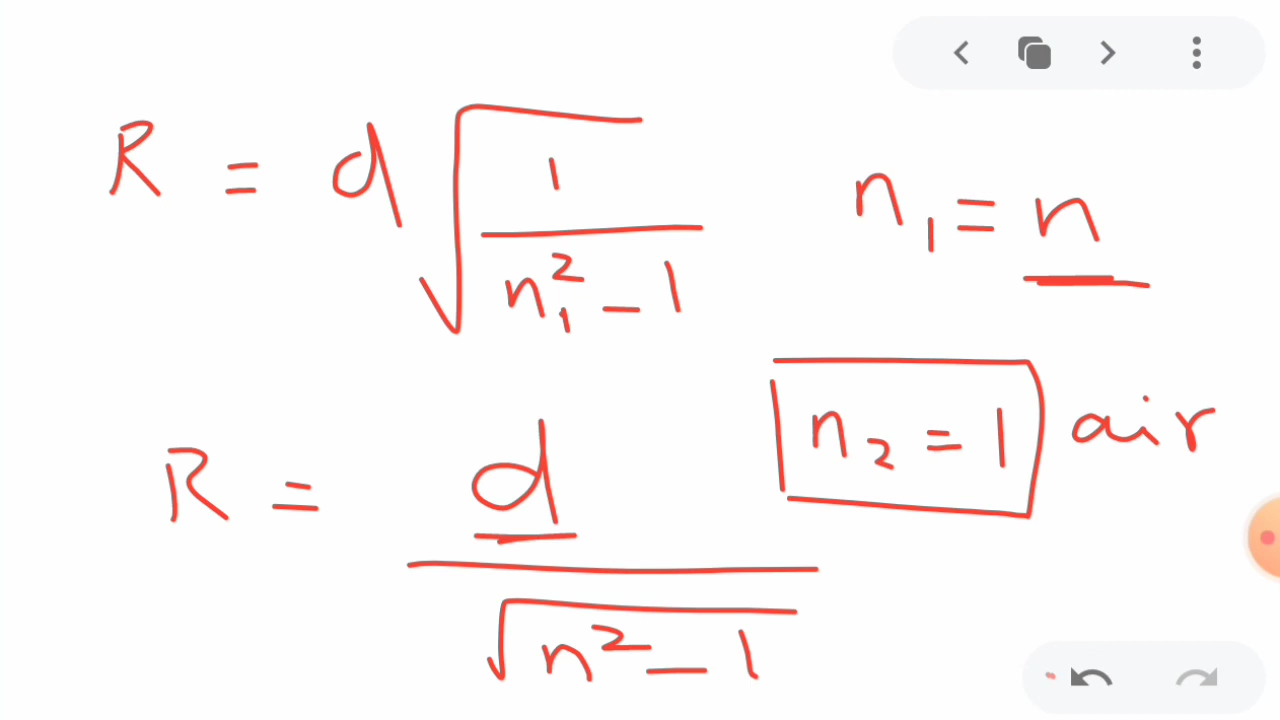 R = d √(1/(n₁² − 1))
n₁ = n
n₂ = 1 air
R = d/√(n² − 1)